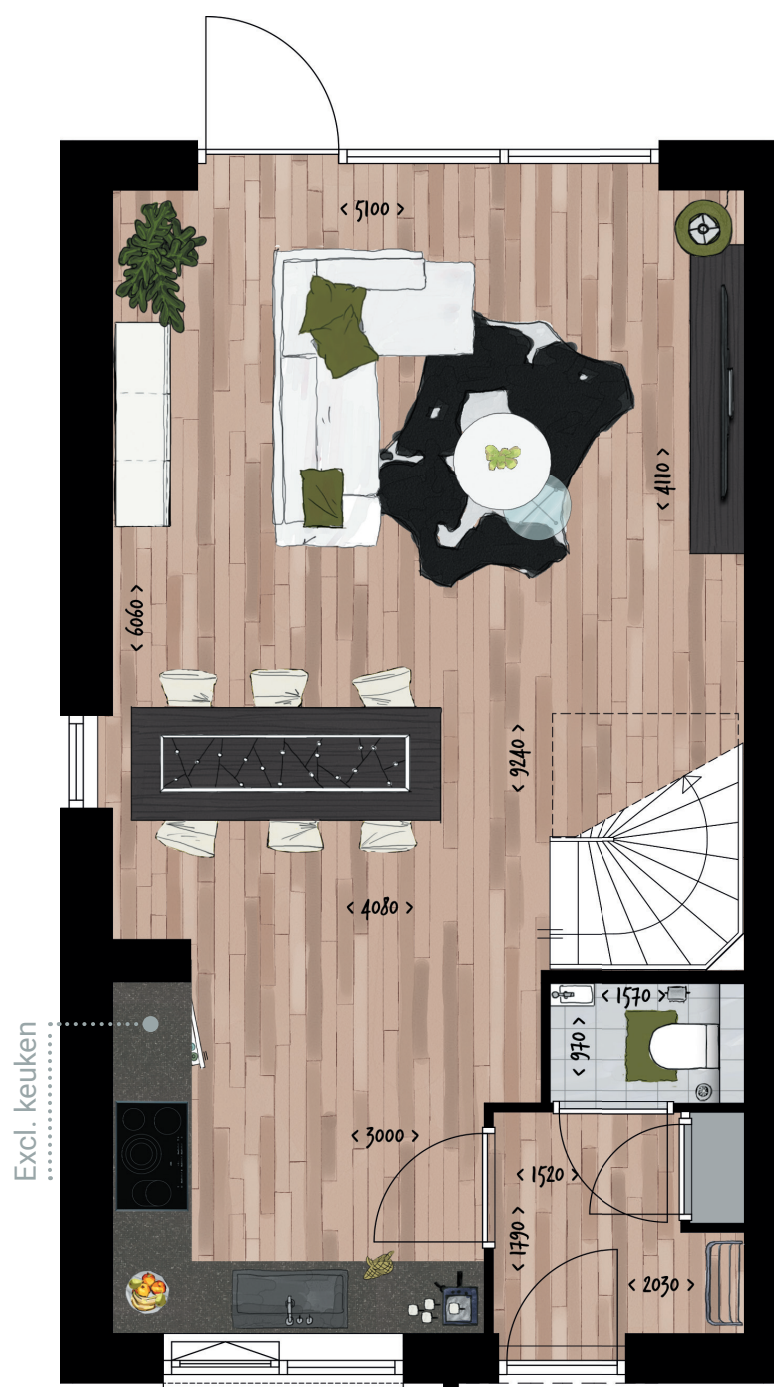 < 5100 >
< 4110 >
< 6060 >
< 9240 >
< 4080 >
< 1570 >
< 970 >
Excl. keuken
< 3000 >
< 1520 >
< 1790 >
< 2030 >